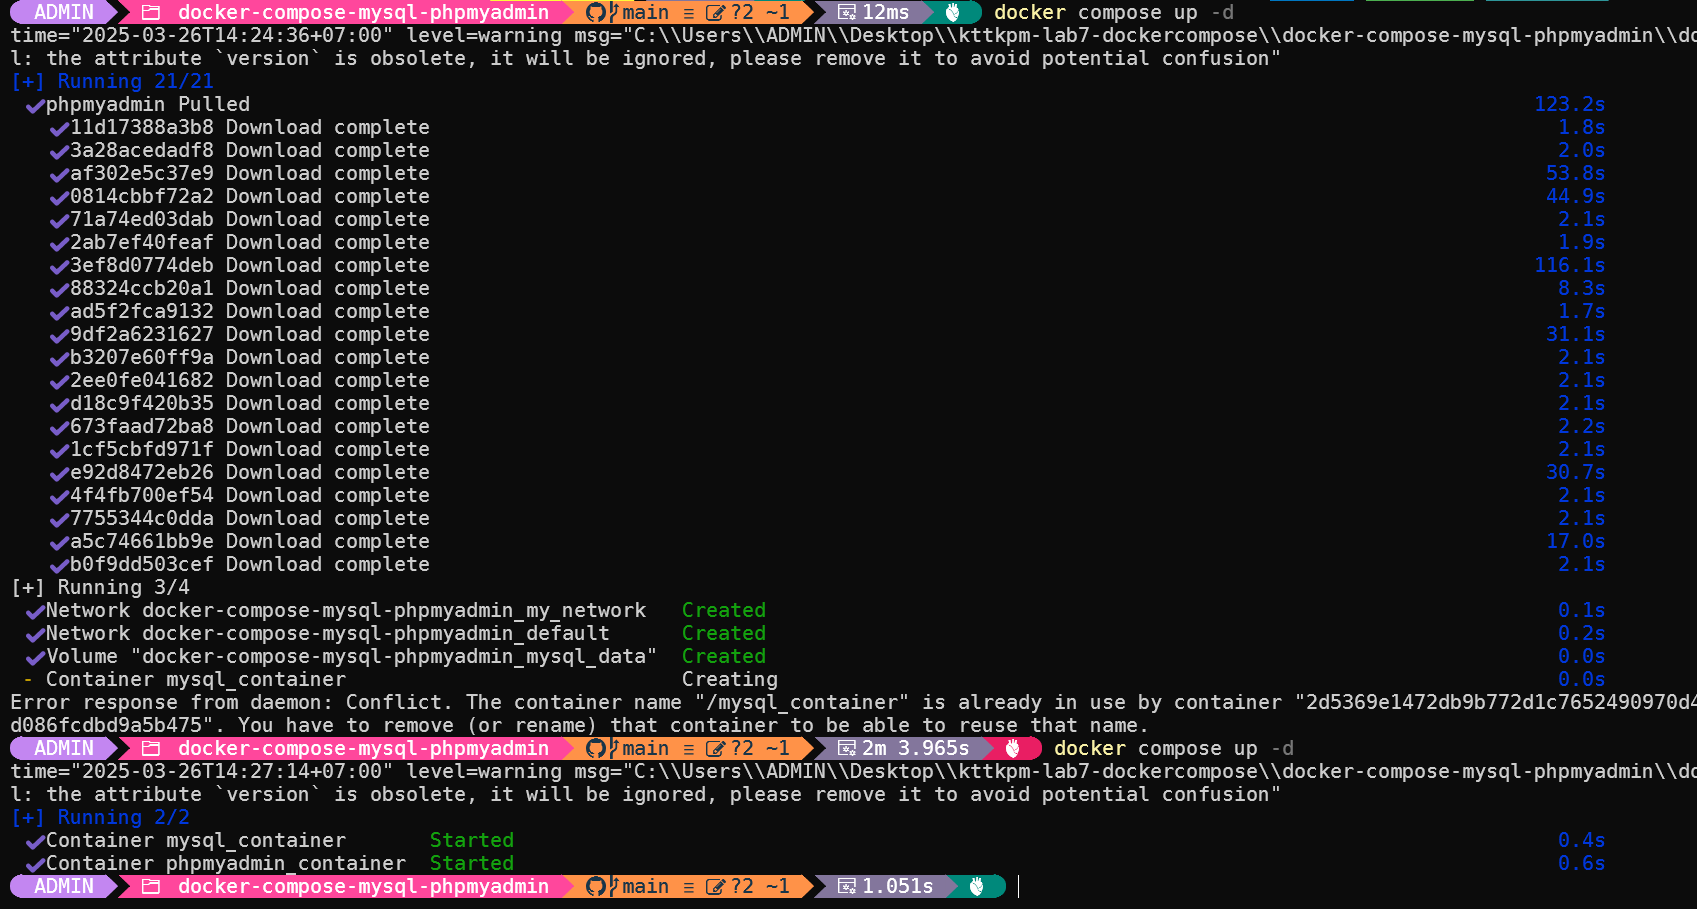 ADMIN docker-compose-mysql-phpmyadmin main ≡ ?2 ~1 12ms docker compose up -d
time="2025-03-26T14:24:36+07:00" level=warning msg="C:\\Users\\ADMIN\\Desktop\\kttkpm-lab7-dockercompose\\docker-compose-mysql-phpmyadmin\\do
l: the attribute `version` is obsolete, it will be ignored, please remove it to avoid potential confusion"
[+] Running 21/21
✔phpmyadmin Pulled 123.2s
✔11d17388a3b8 Download complete 1.8s
✔3a28acedadf8 Download complete 2.0s
✔af302e5c37e9 Download complete 53.8s
✔0814cbbf72a2 Download complete 44.9s
✔71a74ed03dab Download complete 2.1s
✔2ab7ef40feaf Download complete 1.9s
✔3ef8d0774deb Download complete 116.1s
✔88324ccb20a1 Download complete 8.3s
✔ad5f2fca9132 Download complete 1.7s
✔9df2a6231627 Download complete 31.1s
✔b3207e60ff9a Download complete 2.1s
✔2ee0fe041682 Download complete 2.1s
✔d18c9f420b35 Download complete 2.1s
✔673faad72ba8 Download complete 2.2s
✔1cf5cbfd971f Download complete 2.1s
✔e92d8472eb26 Download complete 30.7s
✔4f4fb700ef54 Download complete 2.1s
✔7755344c0dda Download complete 2.1s
✔a5c74661bb9e Download complete 17.0s
✔b0f9dd503cef Download complete 2.1s
[+] Running 3/4
✔Network docker-compose-mysql-phpmyadmin_my_network Created 0.1s
✔Network docker-compose-mysql-phpmyadmin_default Created 0.2s
✔Volume "docker-compose-mysql-phpmyadmin_mysql_data" Created 0.0s
- Container mysql_container Creating 0.0s
Error response from daemon: Conflict. The container name "/mysql_container" is already in use by container "2d5369e1472db9b772d1c7652490970d4
d086fcdbd9a5b475". You have to remove (or rename) that container to be able to reuse that name.
ADMIN docker-compose-mysql-phpmyadmin main ≡ ?2 ~1 2m 3.965s docker compose up -d
time="2025-03-26T14:27:14+07:00" level=warning msg="C:\\Users\\ADMIN\\Desktop\\kttkpm-lab7-dockercompose\\docker-compose-mysql-phpmyadmin\\do
l: the attribute `version` is obsolete, it will be ignored, please remove it to avoid potential confusion"
[+] Running 2/2
✔Container mysql_container Started 0.4s
✔Container phpmyadmin_container Started 0.6s
ADMIN docker-compose-mysql-phpmyadmin main ≡ ?2 ~1 1.051s